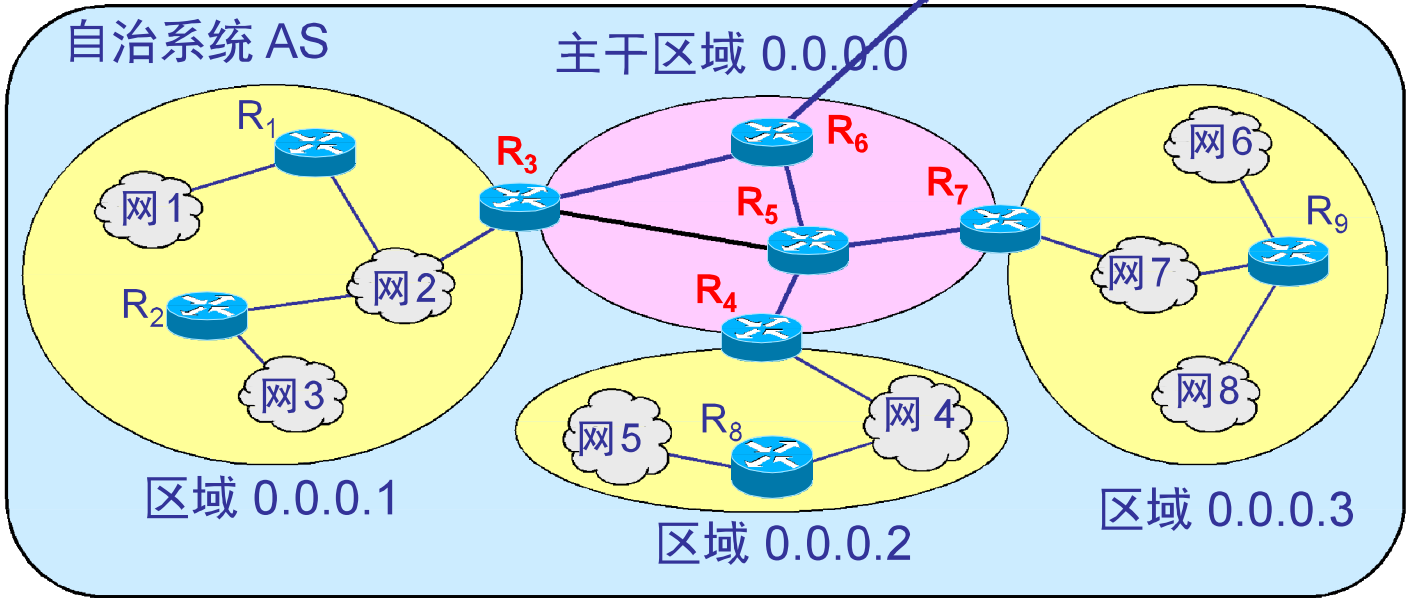 自治系统 AS
主干区域 0.0.0.0
R1
R6
网6
R3
R7
网1
R5
R9
网2
网7
R2
R4
网3
网8
网4
R8
网5
区域 0.0.0.1
区域 0.0.0.3
区域 0.0.0.2